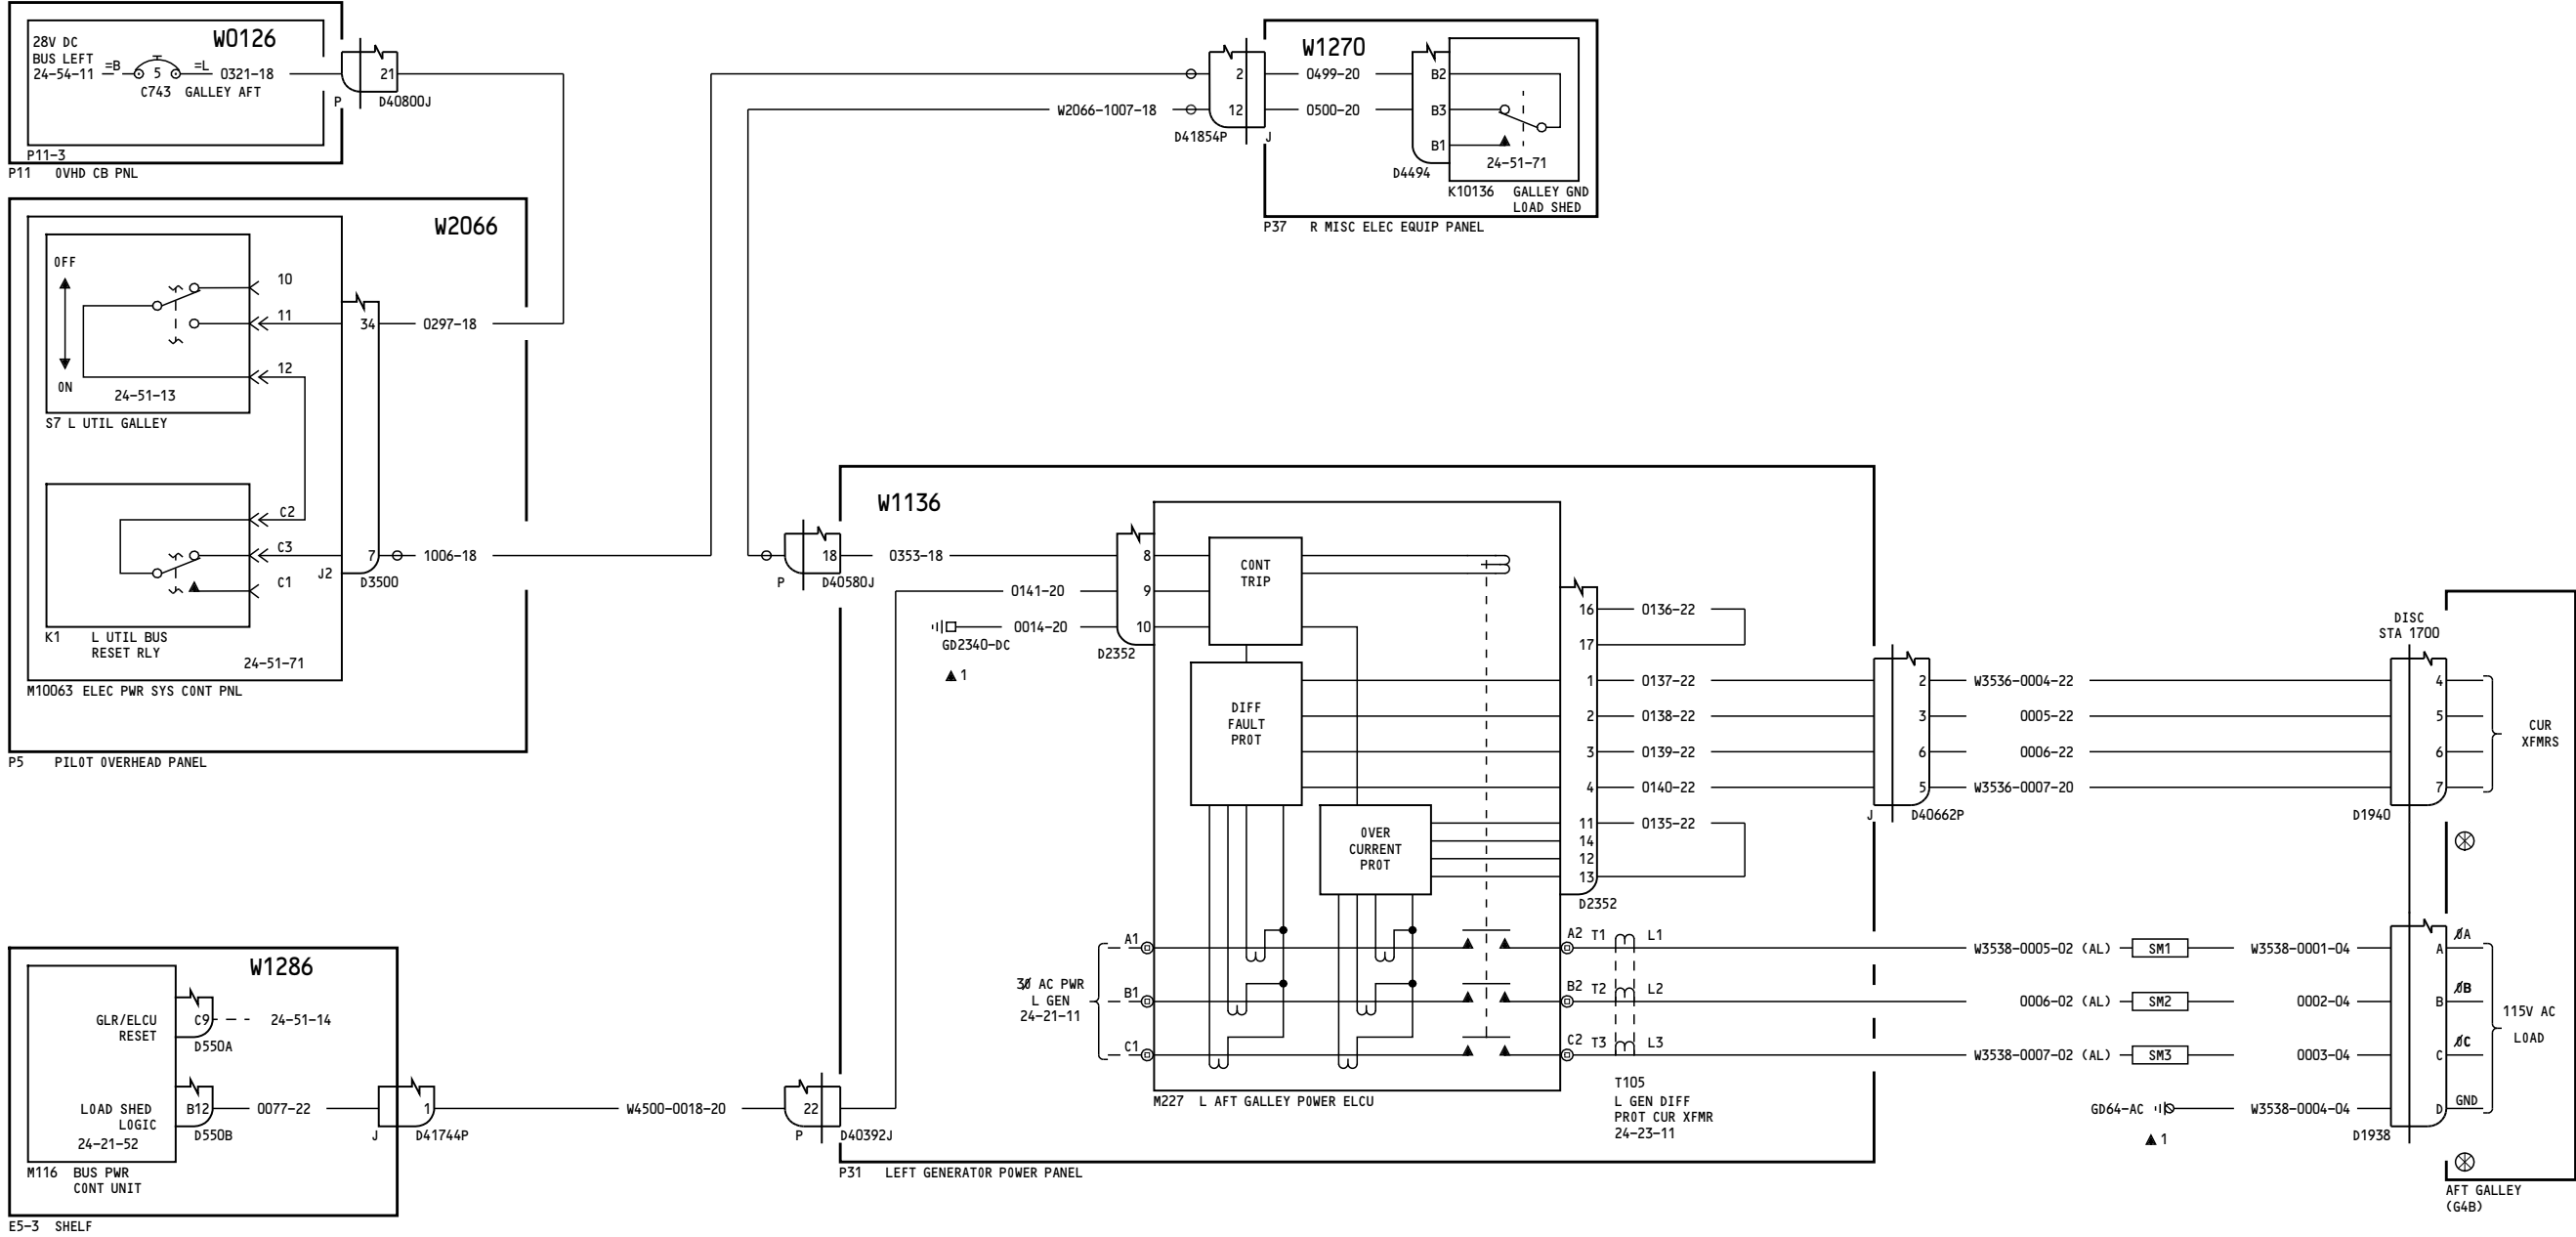 28V DC
BUS LEFT
24-54-11
=B
5
=L
0321-18
C743 GALLEY AFT
W0126
P11-3
P11 OVHD CB PNL
21
P
D40800J
W2066
OFF
ON
10
11
12
24-51-13
S7 L UTIL GALLEY
34
0297-18
C2
C3
C1
K1 L UTIL BUS
RESET RLY
24-51-71
J2
7
D3500
1006-18
M10063 ELEC PWR SYS CONT PNL
P5 PILOT OVERHEAD PANEL
W1286
GLR/ELCU
RESET
C9
24-51-14
D550A
LOAD SHED
LOGIC
24-21-52
B12
D550B
0077-22
J
1
D41744P
M116 BUS PWR
CONT UNIT
E5-3 SHELF
W4500-0018-20
22
P
D40392J
W2066-1007-18
2
12
D41854P
J
W1270
0499-20
0500-20
B2
B3
B1
D4494
24-51-71
K10136 GALLEY GND
LOAD SHED
P37 R MISC ELEC EQUIP PANEL
W1136
18
P
D40580J
0353-18
0141-20
0014-20
GD2340-DC
▲1
8
9
10
D2352
CONT
TRIP
DIFF
FAULT
PROT
OVER
CURRENT
PROT
16
17
1
2
3
4
11
14
12
13
D2352
0136-22
0137-22
0138-22
0139-22
0140-22
0135-22
3Ø AC PWR
L GEN
24-21-11
A1
B1
C1
A2 T1 L1
B2 T2 L2
C2 T3 L3
M227 L AFT GALLEY POWER ELCU
T105
L GEN DIFF
PROT CUR XFMR
24-23-11
P31 LEFT GENERATOR POWER PANEL
2
3
6
5
J
D40662P
W3536-0004-22
0005-22
0006-22
W3536-0007-20
DISC
STA 1700
4
5
6
7
D1940
CUR
XFMRS
W3538-0005-02 (AL) SM1 W3538-0001-04 A ØA
0006-02 (AL) SM2 0002-04 B ØB
W3538-0007-02 (AL) SM3 0003-04 C ØC
GD64-AC W3538-0004-04 D GND
▲1
D1938
115V AC
LOAD
AFT GALLEY
(G4B)